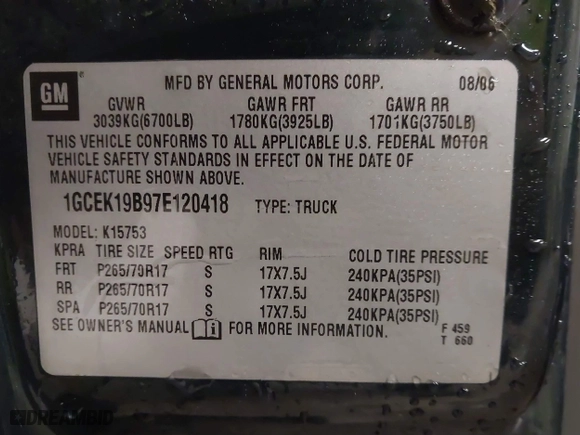 GM
MFD BY GENERAL MOTORS CORP. 08/06
GVWR GAWR FRT GAWR RR
3039KG(6700LB) 1780KG(3925LB) 1701KG(3750LB)
THIS VEHICLE CONFORMS TO ALL APPLICABLE U.S. FEDERAL MOTOR
VEHICLE SAFETY STANDARDS IN EFFECT ON THE DATE OF
MANUFACTURE SHOWN ABOVE.
1GCEK19B97E120418 TYPE: TRUCK
MODEL: K15753
KPRA TIRE SIZE SPEED RTG RIM COLD TIRE PRESSURE
FRT P265/70R17 S 17X7.5J 240KPA(35PSI)
RR P265/70R17 S 17X7.5J 240KPA(35PSI)
SPA P265/70R17 S 17X7.5J 240KPA(35PSI)
SEE OWNER'S MANUAL FOR MORE INFORMATION.
F 459
T 660
DREAMBID